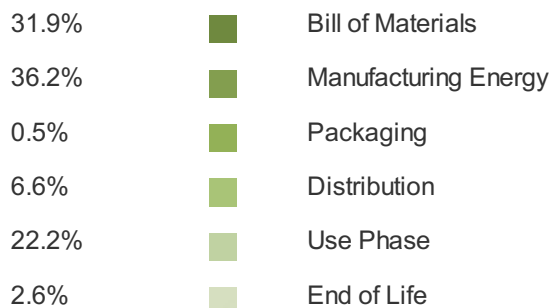 31.9% Bill of Materials
36.2% Manufacturing Energy
0.5% Packaging
6.6% Distribution
22.2% Use Phase
2.6% End of Life